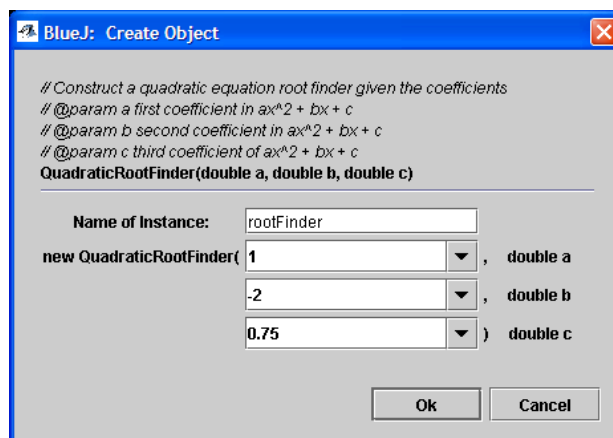 BlueJ: Create Object
// Construct a quadratic equation root finder given the coefficients
// @param a first coefficient in ax^2 + bx + c
// @param b second coefficient in ax^2 + bx + c
// @param c third coefficient of ax^2 + bx + c
QuadraticRootFinder(double a, double b, double c)
Name of Instance: rootFinder
new QuadraticRootFinder( 1 , double a
-2 , double b
0.75 ) double c
Ok Cancel